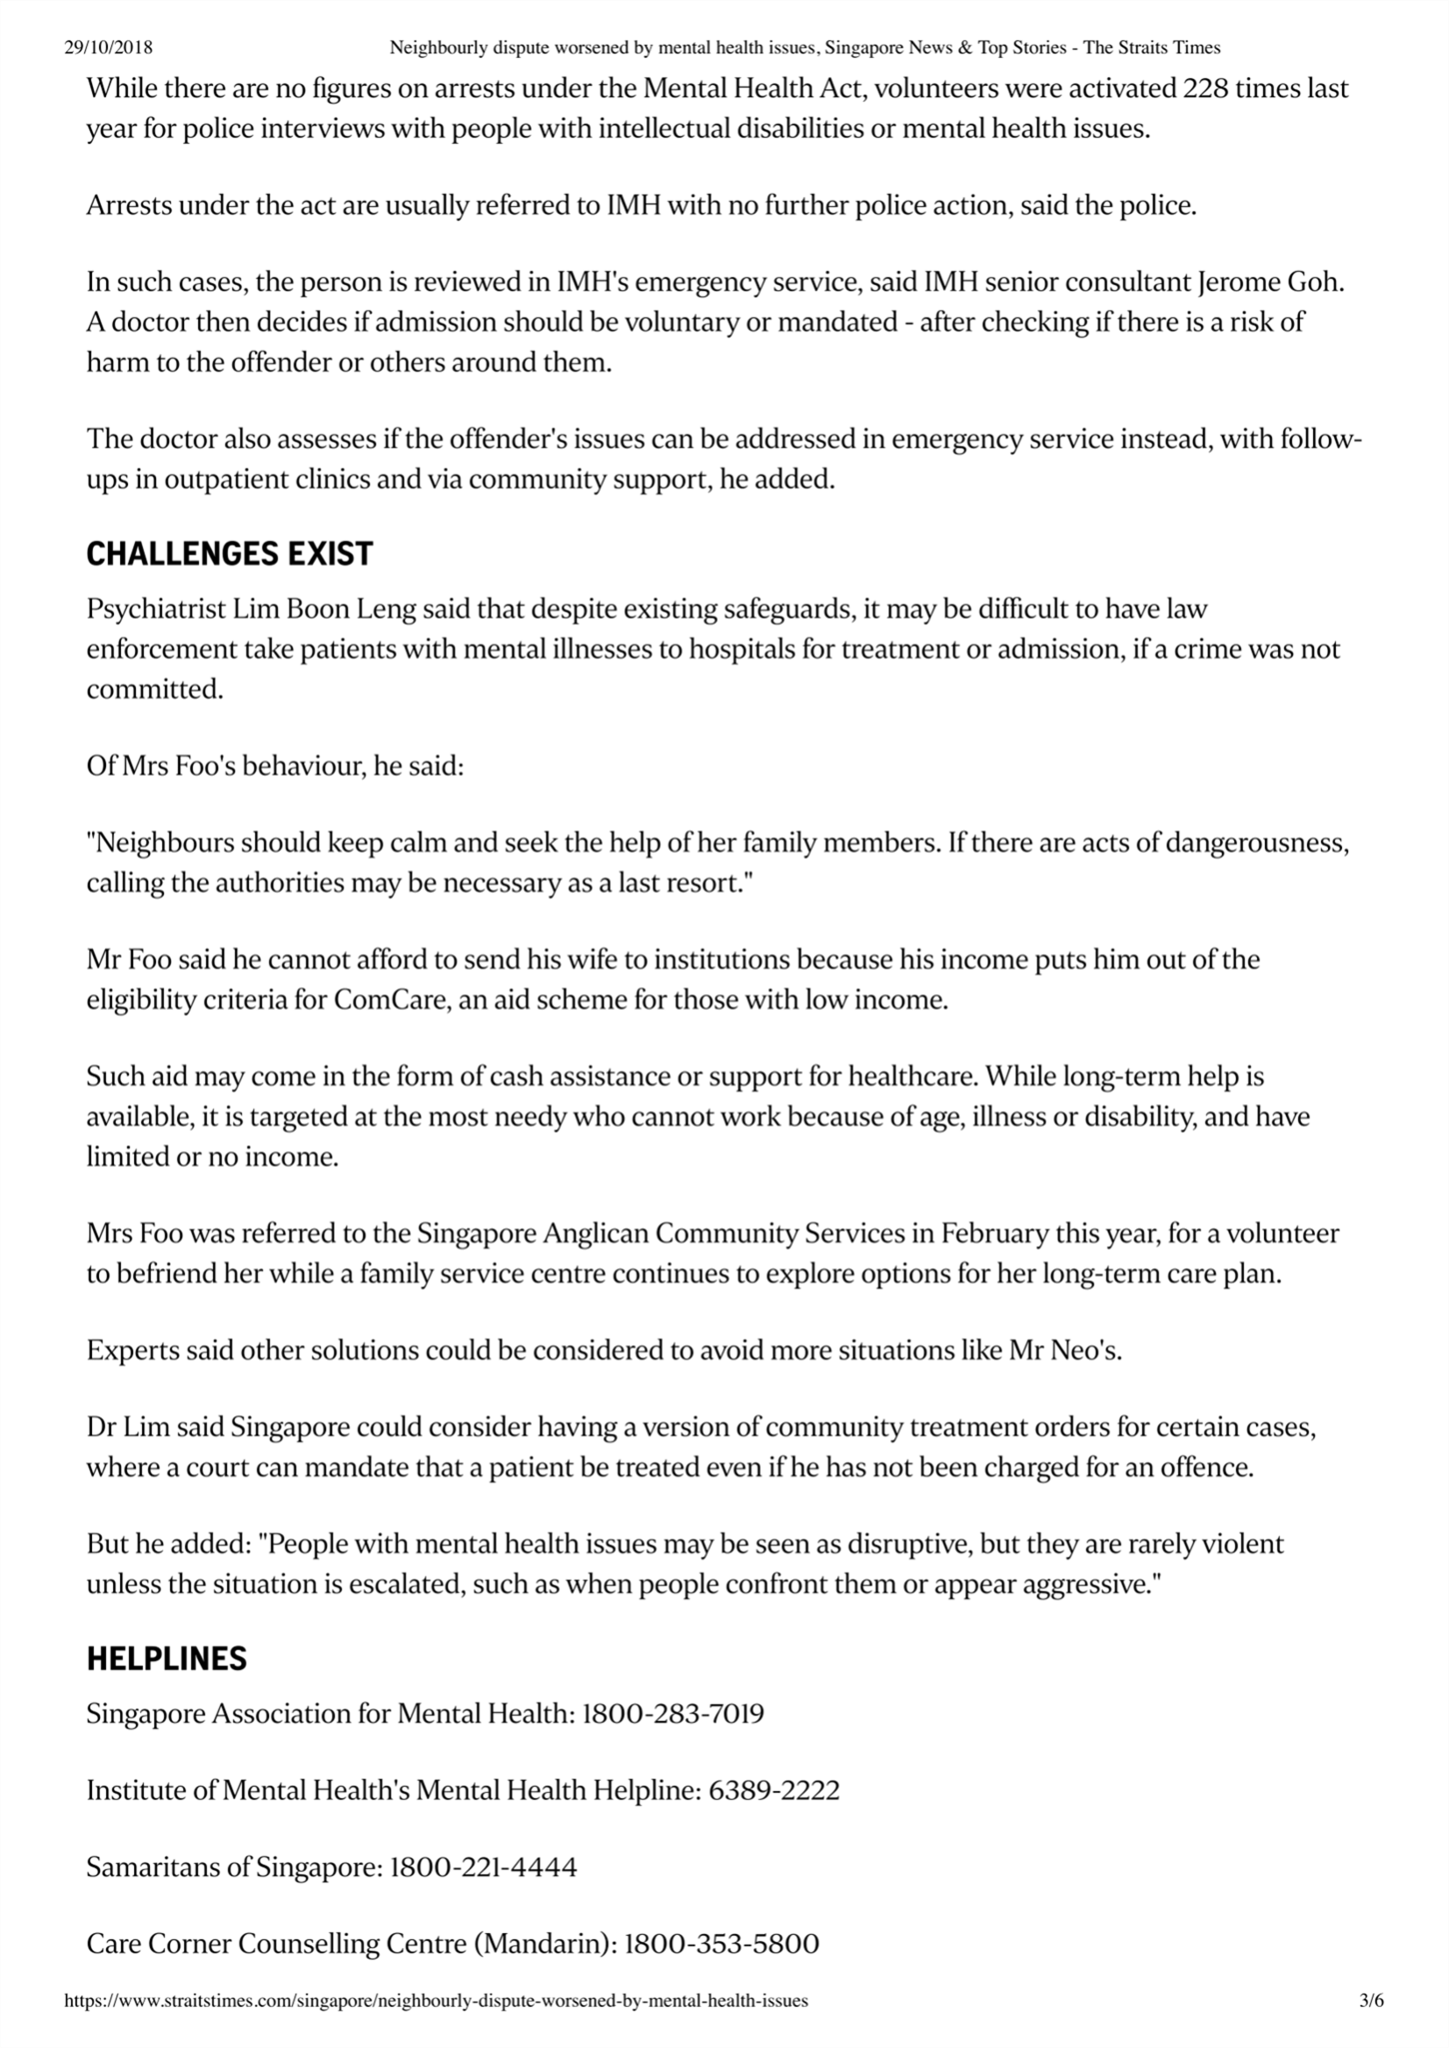 29/10/2018 Neighbourly dispute worsened by mental health issues, Singapore News & Top Stories - The Straits Times
While there are no figures on arrests under the Mental Health Act, volunteers were activated 228 times last
year for police interviews with people with intellectual disabilities or mental health issues.
Arrests under the act are usually referred to IMH with no further police action, said the police.
In such cases, the person is reviewed in IMH's emergency service, said IMH senior consultant Jerome Goh.
A doctor then decides if admission should be voluntary or mandated - after checking if there is a risk of
harm to the offender or others around them.
The doctor also assesses if the offender's issues can be addressed in emergency service instead, with follow-
ups in outpatient clinics and via community support, he added.
CHALLENGES EXIST
Psychiatrist Lim Boon Leng said that despite existing safeguards, it may be difficult to have law
enforcement take patients with mental illnesses to hospitals for treatment or admission, if a crime was not
committed.
Of Mrs Foo's behaviour, he said:
"Neighbours should keep calm and seek the help of her family members. If there are acts of dangerousness,
calling the authorities may be necessary as a last resort."
Mr Foo said he cannot afford to send his wife to institutions because his income puts him out of the
eligibility criteria for ComCare, an aid scheme for those with low income.
Such aid may come in the form of cash assistance or support for healthcare. While long-term help is
available, it is targeted at the most needy who cannot work because of age, illness or disability, and have
limited or no income.
Mrs Foo was referred to the Singapore Anglican Community Services in February this year, for a volunteer
to befriend her while a family service centre continues to explore options for her long-term care plan.
Experts said other solutions could be considered to avoid more situations like Mr Neo's.
Dr Lim said Singapore could consider having a version of community treatment orders for certain cases,
where a court can mandate that a patient be treated even if he has not been charged for an offence.
But he added: "People with mental health issues may be seen as disruptive, but they are rarely violent
unless the situation is escalated, such as when people confront them or appear aggressive."
HELPLINES
Singapore Association for Mental Health: 1800-283-7019
Institute of Mental Health's Mental Health Helpline: 6389-2222
Samaritans of Singapore: 1800-221-4444
Care Corner Counselling Centre (Mandarin): 1800-353-5800
https://www.straitstimes.com/singapore/neighbourly-dispute-worsened-by-mental-health-issues 3/6